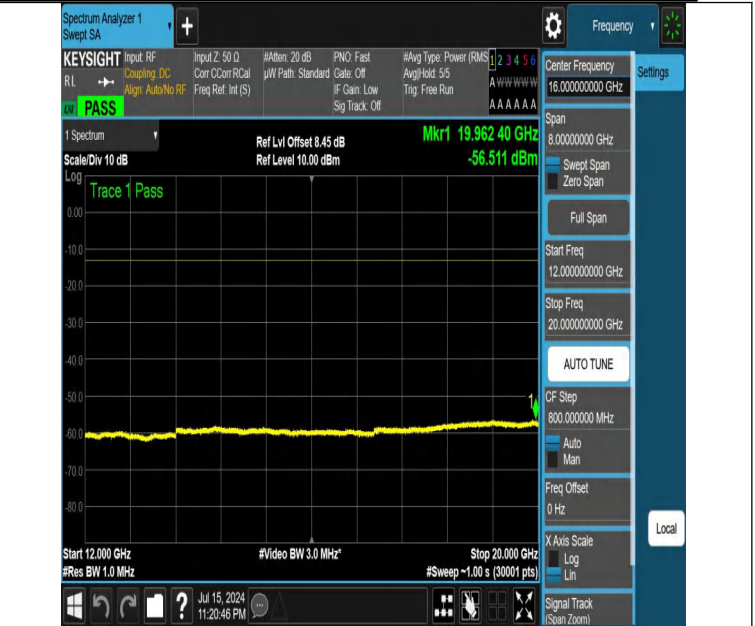 Spectrum Analyzer 1
Swept SA
Frequency
KEYSIGHT
RL
PASS
Input: RF
Coupling: DC
Align: Auto/No RF
Input Z: 50 Ω
Corr CCorr RCal
Freq Ref: Int (S)
#Atten: 20 dB
µW Path: Standard
PNO: Fast
Gate: Off
IF Gain: Low
Sig Track: Off
#Avg Type: Power (RMS
Avg|Hold: 5/5
Trig: Free Run
1 2 3 4 5 6
A W W W W W
A A A A A A
Center Frequency
16.000000000 GHz
Settings
Span
8.00000000 GHz
Swept Span
Zero Span
Full Span
Start Freq
12.000000000 GHz
Stop Freq
20.000000000 GHz
AUTO TUNE
CF Step
800.000000 MHz
Auto
Man
Freq Offset
0 Hz
X Axis Scale
Log
Lin
Local
Signal Track
(Span Zoom)
1 Spectrum
Scale/Div 10 dB
Ref Lvl Offset 8.45 dB
Ref Level 10.00 dBm
Mkr1 19.962 40 GHz
-56.511 dBm
Log
Trace 1 Pass
0.00
-10.0
-20.0
-30.0
-40.0
-50.0
-60.0
-70.0
-80.0
1
Start 12.000 GHz
#Res BW 1.0 MHz
#Video BW 3.0 MHz*
Stop 20.000 GHz
#Sweep ~1.00 s (30001 pts)
?
Jul 15, 2024
11:20:46 PM